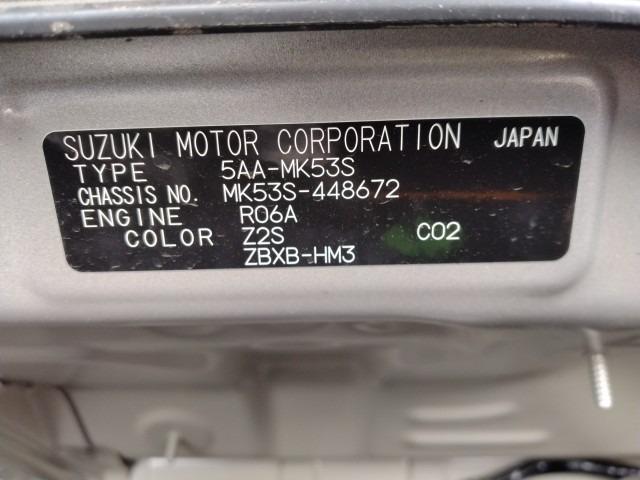 SUZUKI MOTOR CORPORATION JAPAN
TYPE 5AA-MK53S
CHASSIS NO. MK53S-448672
ENGINE R06A
COLOR Z2S C02
ZBXB-HM3